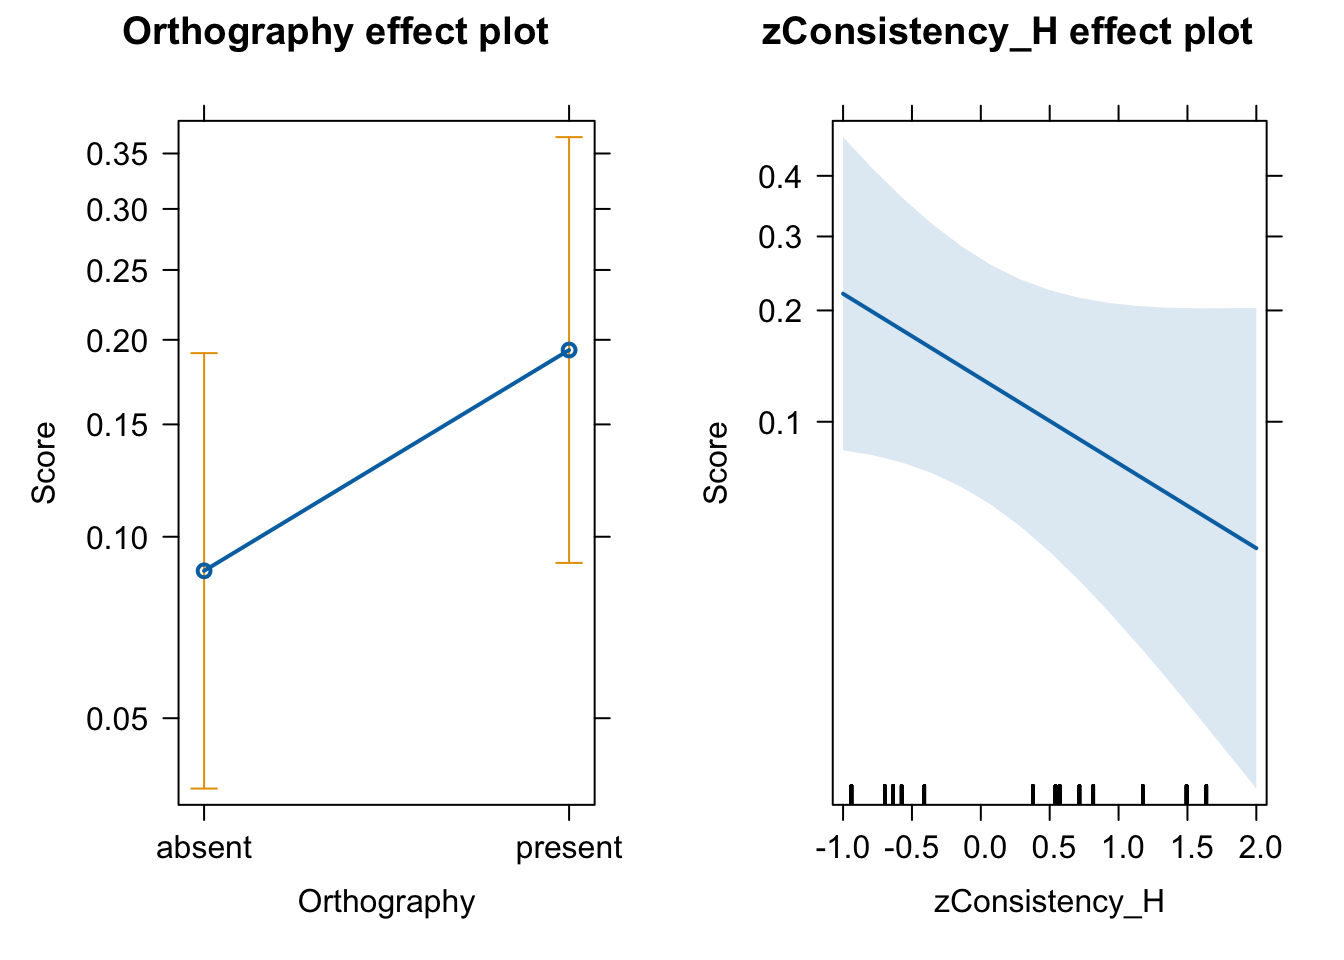 Orthography effect plot
0.35
0.30
0.25
0.20
0.15
0.10
0.05
Score
absent present
Orthography
zConsistency_H effect plot
0.4
0.3
0.2
0.1
Score
-1.0 -0.5 0.0 0.5 1.0 1.5 2.0
zConsistency_H